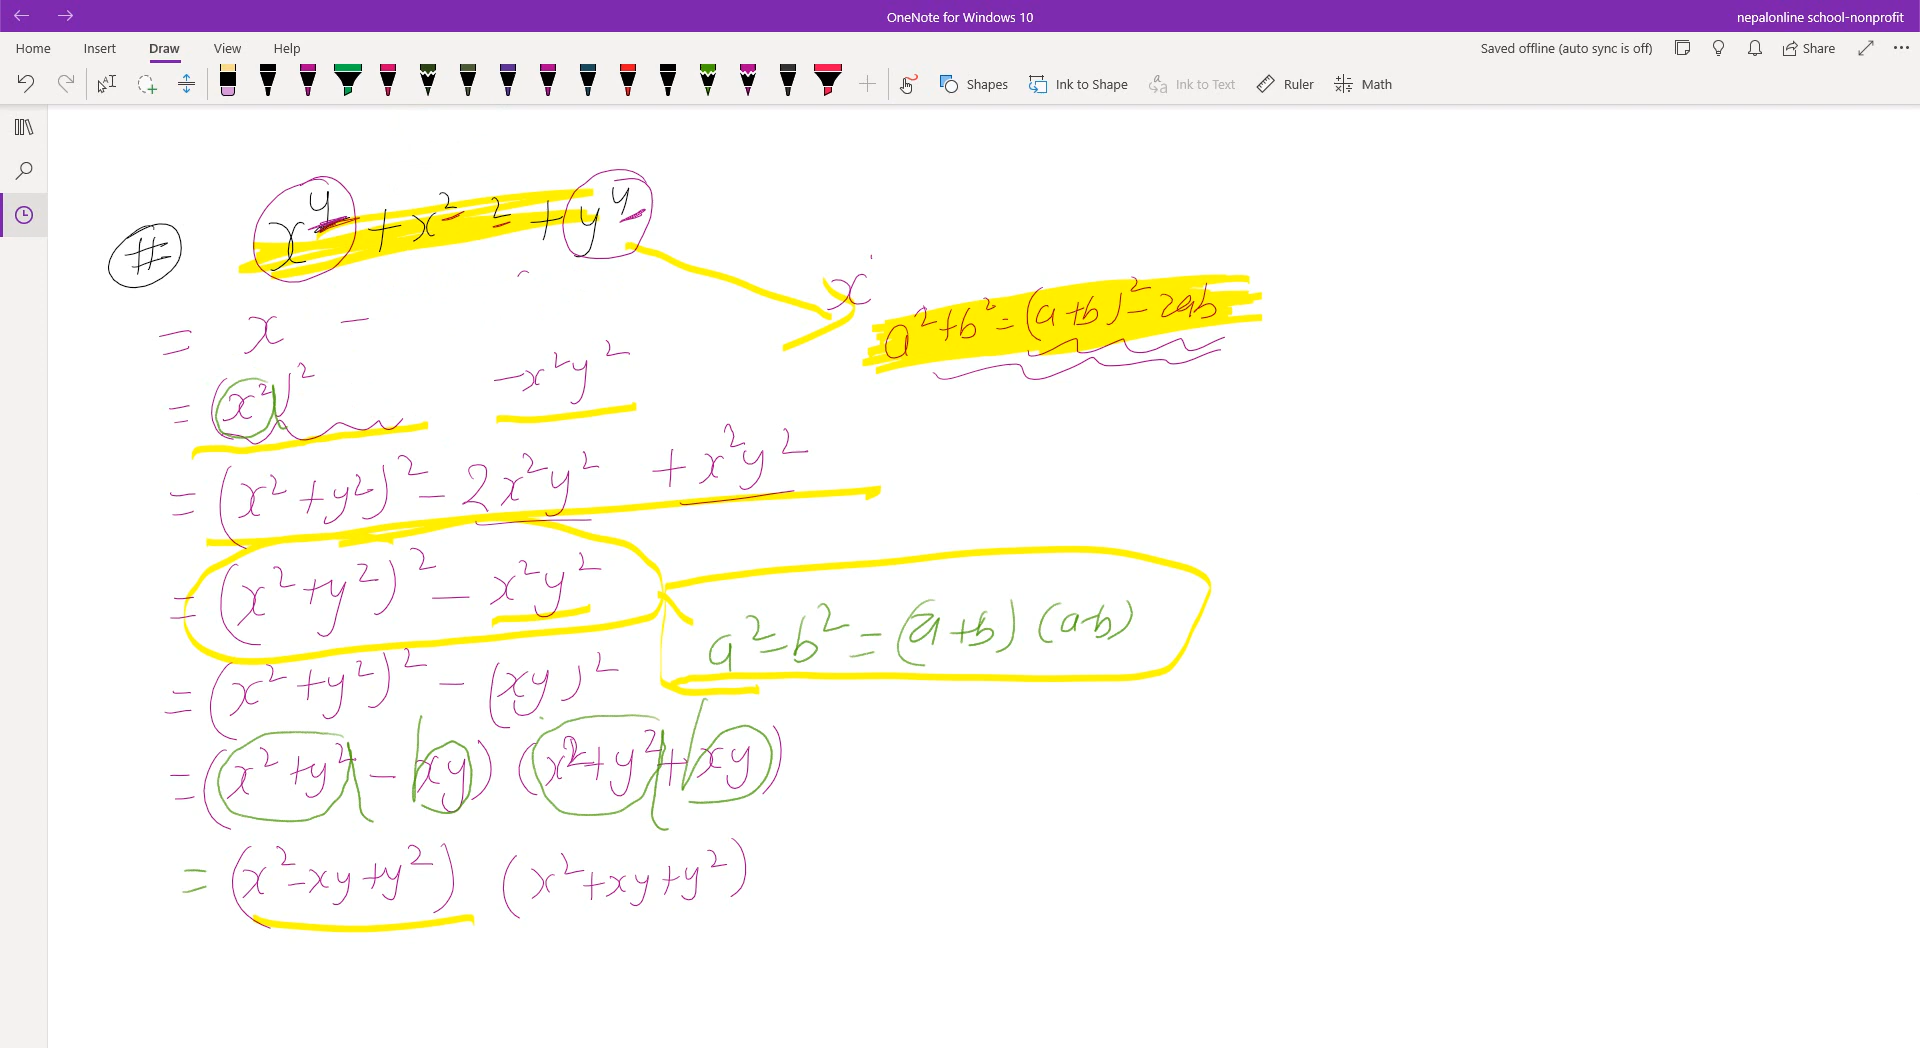 OneNote for Windows 10
nepalonline school-nonprofit
Home Insert Draw View Help
Saved offline (auto sync is off) Share
Shapes Ink to Shape Ink to Text Ruler Math
# x⁴ + x² ² + y⁴
x
a² + b² = (a + b)² - 2ab
= x -
= (x²)² - x²y²
= (x² + y²)² - 2x²y² + x²y²
= (x² + y²)² - x²y²
a² - b² = (a + b) (a - b)
= (x² + y²)² - (xy)²
= (x² + y² - xy) (x² + y² + xy)
= (x² - xy + y²) (x² + xy + y²)